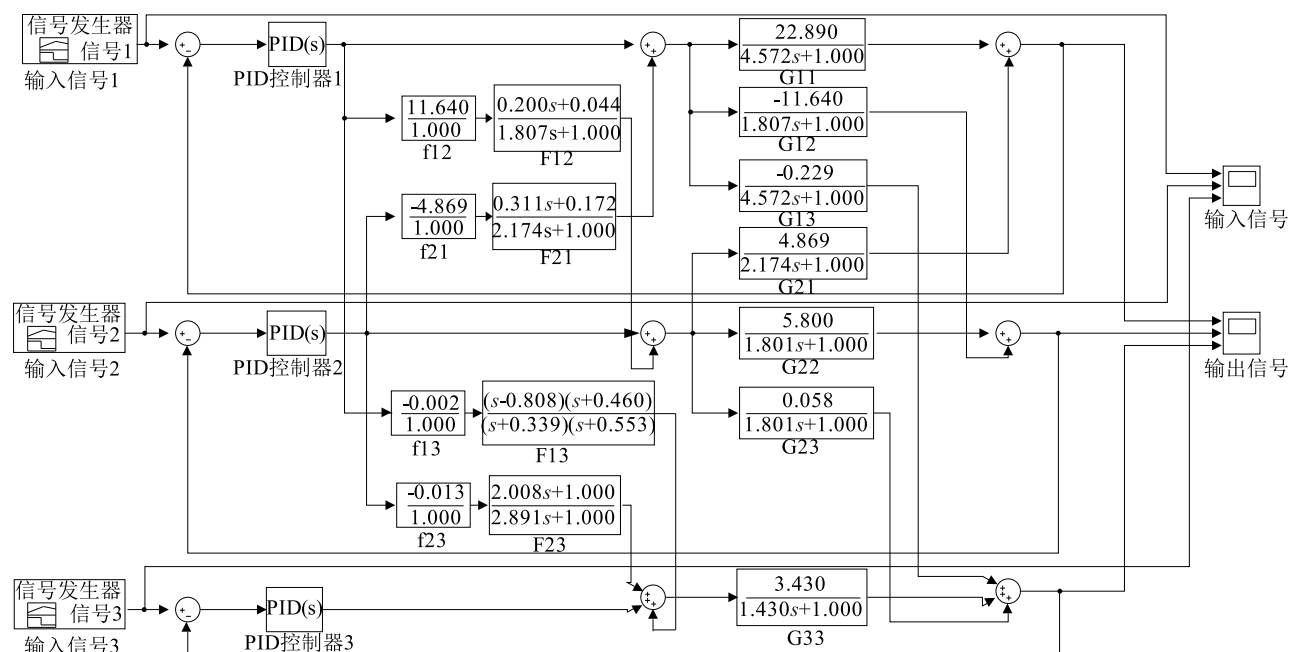 信号发生器
信号1
输入信号1
+
-
PID(s)
PID控制器1
+
+
22.890
4.572s+1.000
G11
+
+
11.640
1.000
f12
0.200s+0.044
1.807s+1.000
F12
-11.640
1.807s+1.000
G12
-4.869
1.000
f21
0.311s+0.172
2.174s+1.000
F21
-0.229
4.572s+1.000
G13
输入信号
4.869
2.174s+1.000
G21
信号发生器
信号2
输入信号2
+
-
PID(s)
PID控制器2
+
+
5.800
1.801s+1.000
G22
+
+
输出信号
-0.002
1.000
f13
(s-0.808)(s+0.460)
(s+0.339)(s+0.553)
F13
0.058
1.801s+1.000
G23
-0.013
1.000
f23
2.008s+1.000
2.891s+1.000
F23
信号发生器
信号3
输入信号3
+
-
PID(s)
PID控制器3
+
+
+
3.430
1.430s+1.000
G33
+
+
+